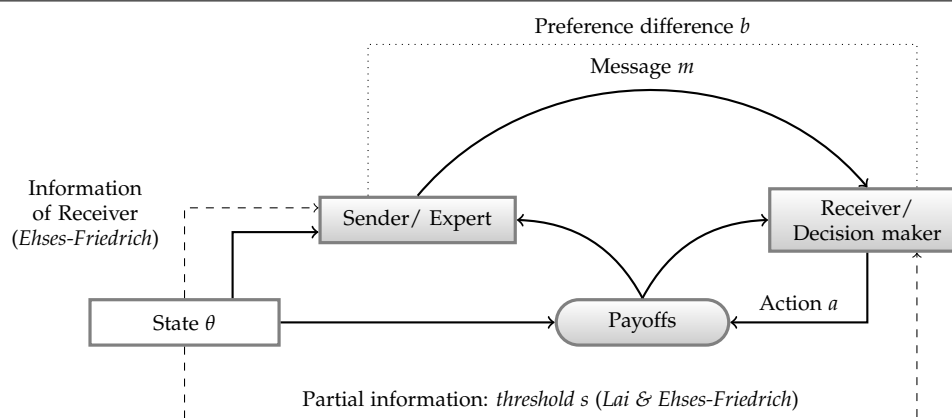 Preference difference b
Message m
Information
of Receiver
(Ehses-Friedrich)
Sender/ Expert
Receiver/
Decision maker
State θ
Payoffs
Action a
Partial information: threshold s (Lai & Ehses-Friedrich)